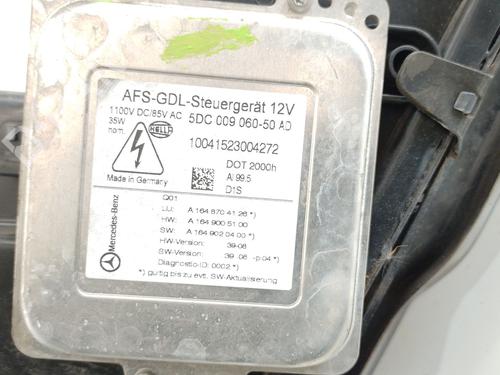 AFS-GDL-Steuergerät 12V
1100V DC/85V AC 5DC 009 060-50 AD
35W
nom.
HELLA
10041523004272
DOT 2000h
A/99.5
D1S
Made in Germany
Mercedes-Benz
Q01
LU: A 164 870 41 26 *)
HW: A 164 900 51 00
SW: A 164 902 04 00 *)
HW-Version: 39-06
SW-Version: 39 06 -p04 *)
Diagnostic-ID: 0002 *)
*) gültig bis zu evt. SW-Aktualisierung